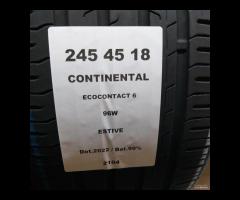 245 45 18
CONTINENTAL
ECOCONTACT 6
96W
ESTIVE
Dot.2022 / Bat.90%
2104